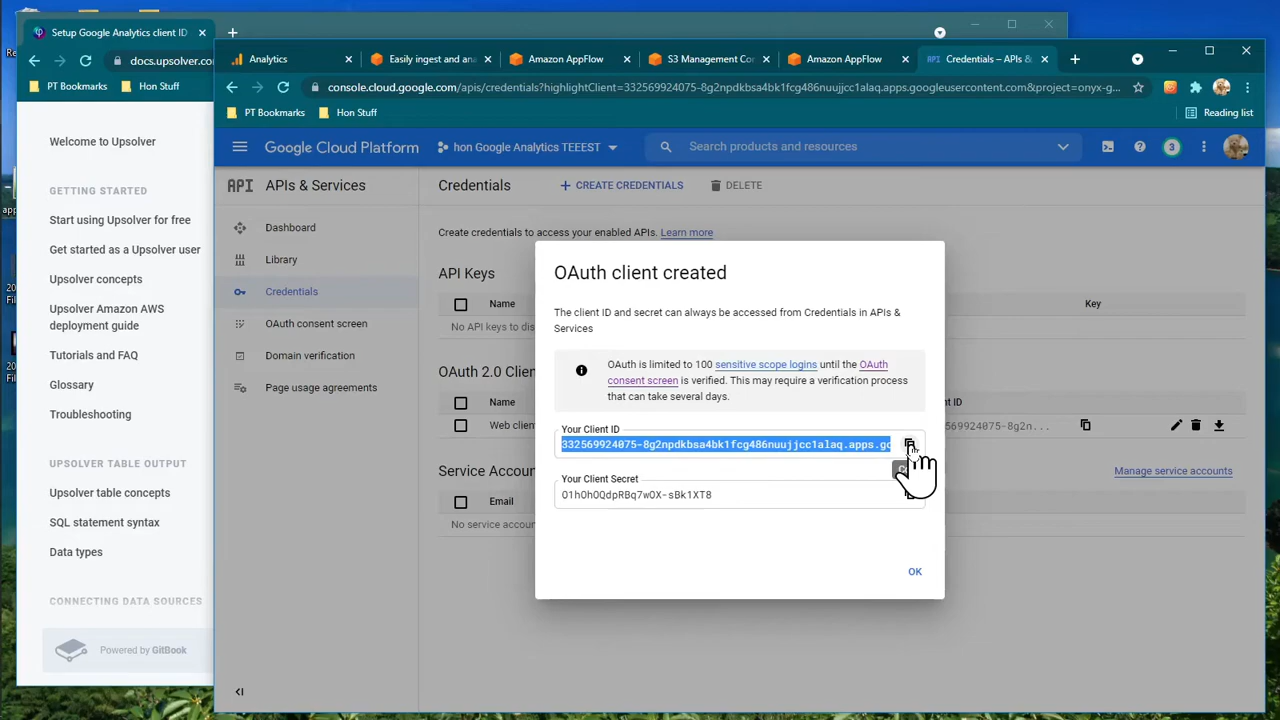 Setup Google Analytics client ID
docs.upsolver.co
PT Bookmarks
Hon Stuff
Welcome to Upsolver
GETTING STARTED
Start using Upsolver for free
Get started as a Upsolver user
Upsolver concepts
Upsolver Amazon AWS
deployment guide
Tutorials and FAQ
Glossary
Troubleshooting
UPSOLVER TABLE OUTPUT
Upsolver table concepts
SQL statement syntax
Data types
CONNECTING DATA SOURCES
Powered by GitBook
Analytics
Easily ingest and ana
Amazon AppFlow
S3 Management Co
Amazon AppFlow
API Credentials – APIs &
console.cloud.google.com/apis/credentials?highlightClient=332569924075-8g2npdkbsa4bk1fcg486nuujjcc1alaq.apps.googleusercontent.com&project=onyx-g...
PT Bookmarks
Hon Stuff
Reading list
Google Cloud Platform
hon Google Analytics TEEEST
Search products and resources
3
API APIs & Services
Credentials
CREATE CREDENTIALS
DELETE
Dashboard
Library
Credentials
OAuth consent screen
Domain verification
Page usage agreements
Create credentials to access your enabled APIs. Learn more
API Keys
Name
Key
No API keys to dis
OAuth 2.0 Clien
Name
nt ID
Web clien
569924075-8g2n...
Service Accou
Manage service accounts
Email
No service accoun
OAuth client created
The client ID and secret can always be accessed from Credentials in APIs &
Services
OAuth is limited to 100 sensitive scope logins until the OAuth
consent screen is verified. This may require a verification process
that can take several days.
Your Client ID
332569924075-8g2npdkbsa4bk1fcg486nuujjcc1alaq.apps.go
Your Client Secret
O1hOhOQdpRBq7wOX-sBk1XT8
OK